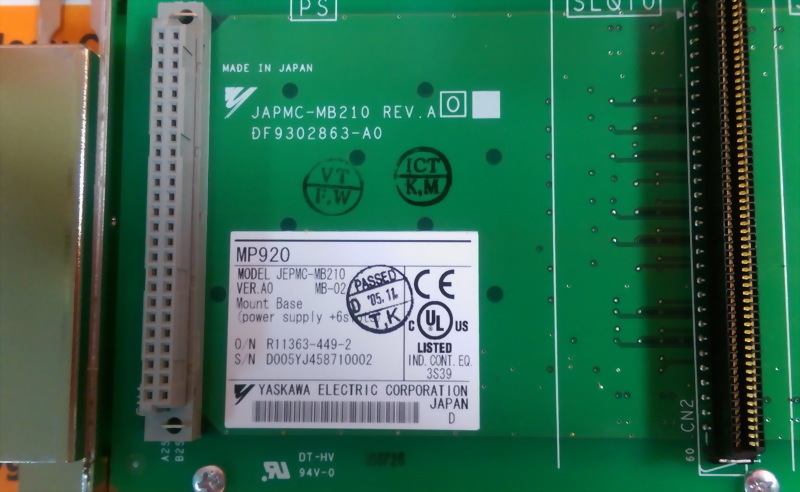 PS
MADE IN JAPAN
JAPMC-MB210 REV.A 0
DF9302863-A0
VT
F,W
ICT
K,M
MP920
MODEL JEPMC-MB210
VER.A0 MB-02
Mount Base
(power supply +6s
PASSED
D '05.11
T,K
CE
C UL US
LISTED
IND. CONT. EQ.
3S39
O/N R11363-449-2
S/N D005YJ458710002
YASKAWA ELECTRIC CORPORATION
JAPAN
D
A25
B25
DT-HV
94V-0
CN2
60